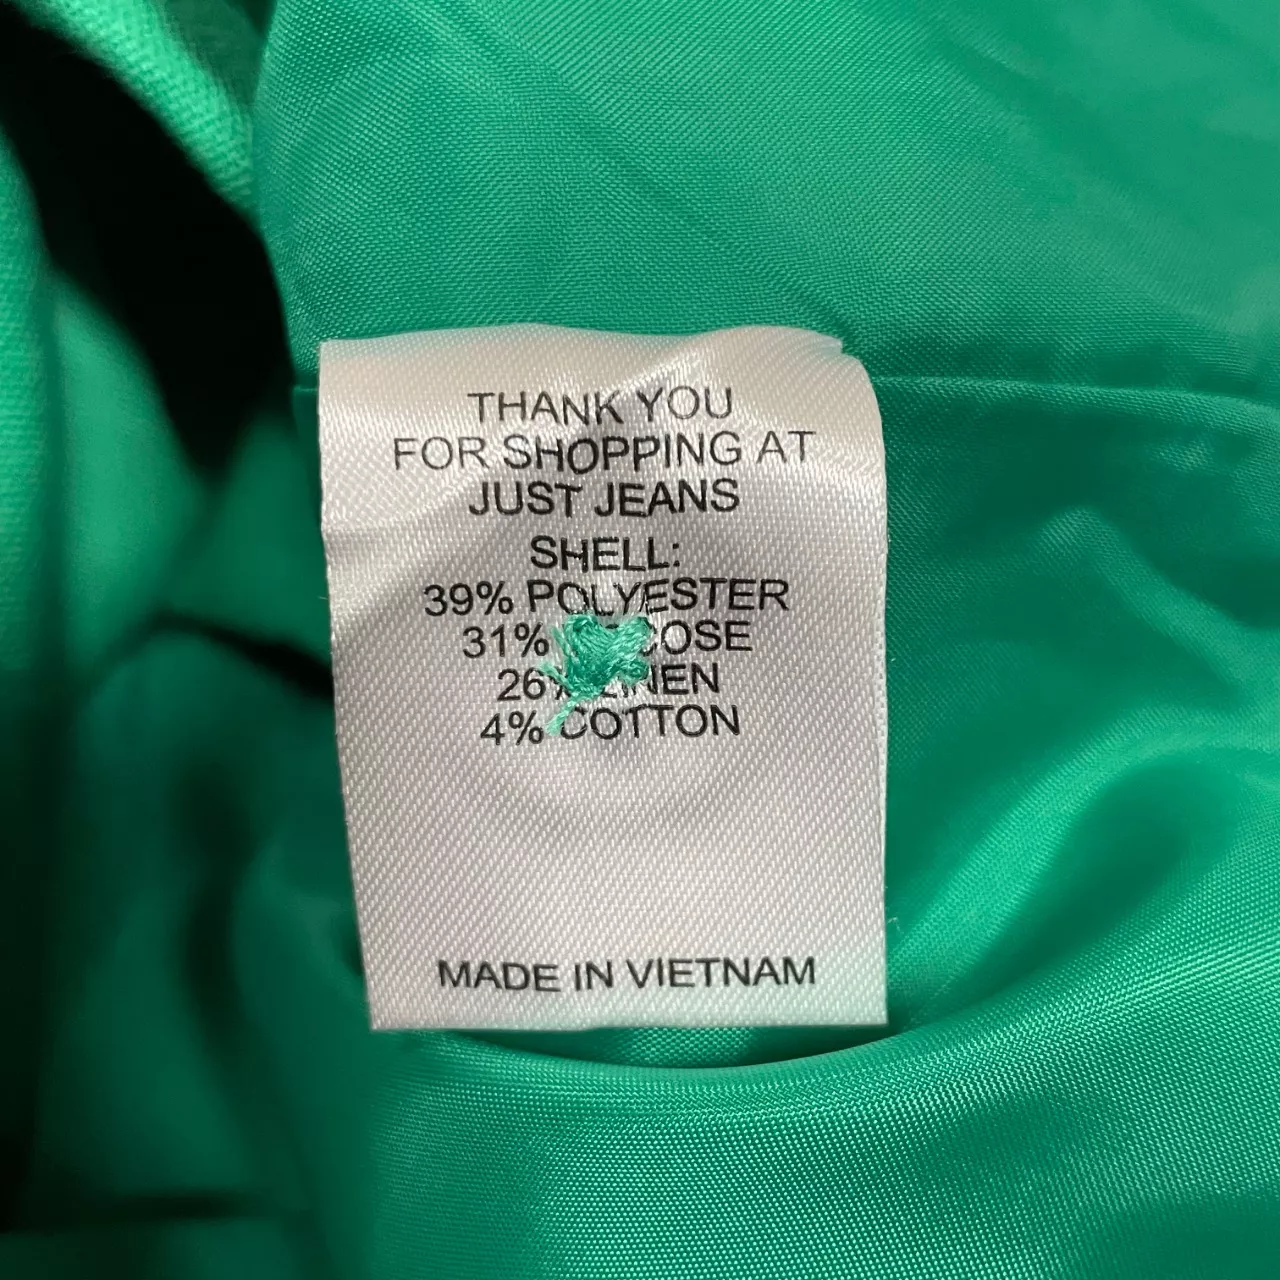 THANK YOU
FOR SHOPPING AT
JUST JEANS
SHELL:
39% POLYESTER
31%
26%
4% COTTON
MADE IN VIETNAM